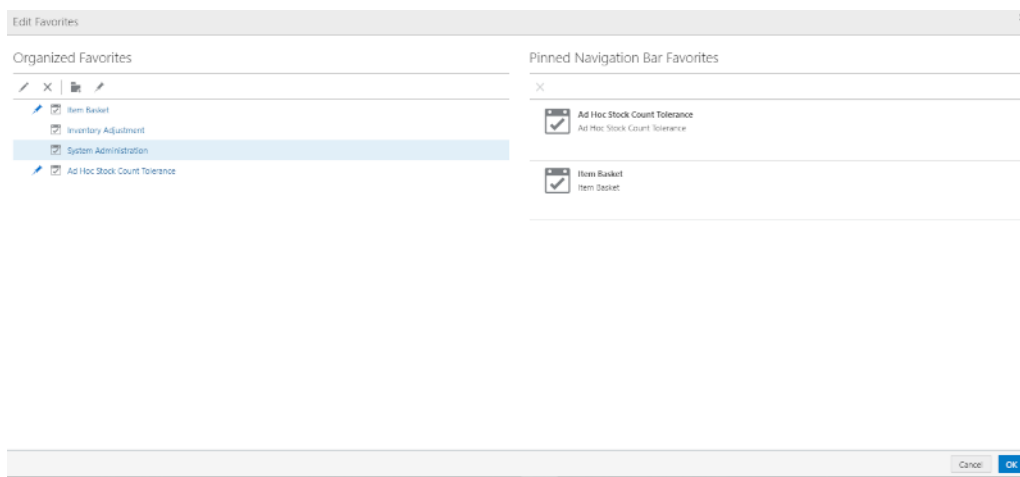 Edit Favorites
Organized Favorites
Item Basket
Inventory Adjustment
System Administration
Ad Hoc Stock Count Tolerance
Pinned Navigation Bar Favorites
Ad Hoc Stock Count Tolerance
Ad Hoc Stock Count Tolerance
Item Basket
Item Basket
Cancel
OK